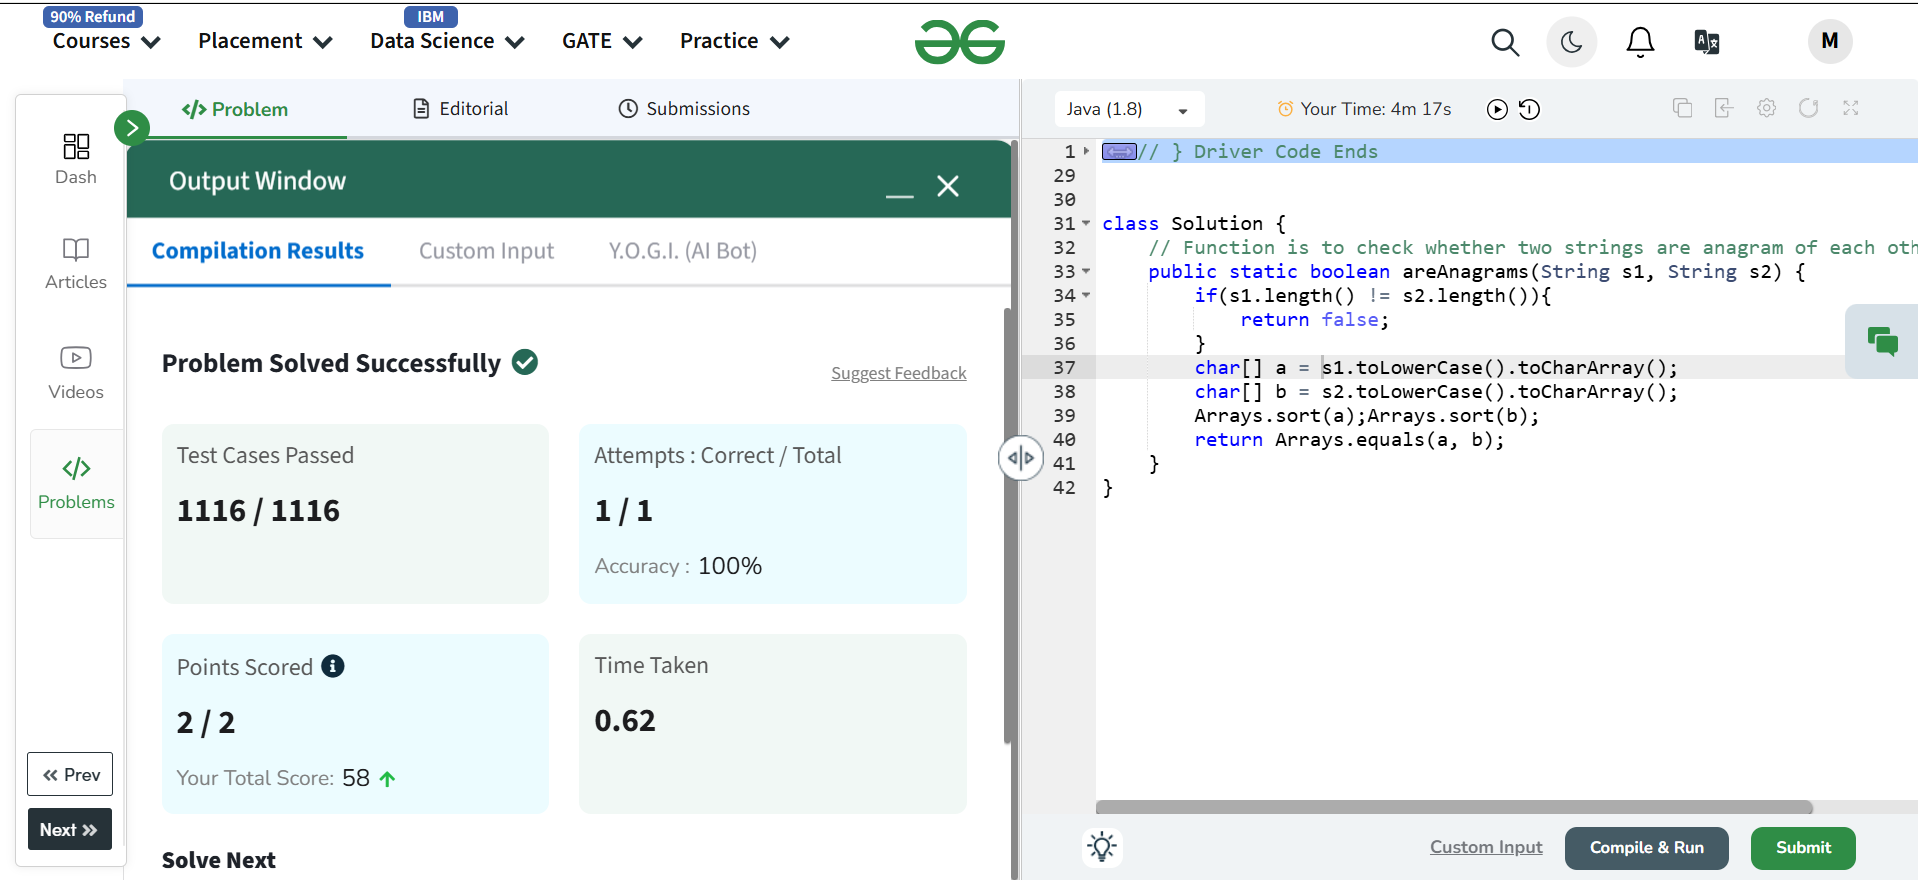 90% Refund
IBM
Courses
Placement
Data Science
GATE
Practice
M
Dash
Articles
Videos
Problems
Prev
Next
Problem
Editorial
Submissions
Output Window
Compilation Results
Custom Input
Y.O.G.I. (AI Bot)
Problem Solved Successfully
Suggest Feedback
Test Cases Passed
1116 / 1116
Attempts : Correct / Total
1 / 1
Accuracy : 100%
Points Scored
2 / 2
Your Total Score: 58
Time Taken
0.62
Solve Next
Java (1.8)
Your Time: 4m 17s
1 // } Driver Code Ends
29
30
31 class Solution {
32 // Function is to check whether two strings are anagram of each oth
33 public static boolean areAnagrams(String s1, String s2) {
34 if(s1.length() != s2.length()){
35 return false;
36 }
37 char[] a = s1.toLowerCase().toCharArray();
38 char[] b = s2.toLowerCase().toCharArray();
39 Arrays.sort(a);Arrays.sort(b);
40 return Arrays.equals(a, b);
41 }
42 }
Custom Input
Compile & Run
Submit